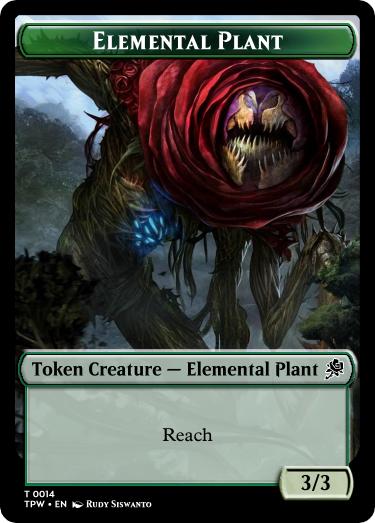 Elemental Plant
Token Creature — Elemental Plant
Reach
3/3
T 0014
TPW • EN Rudy Siswanto